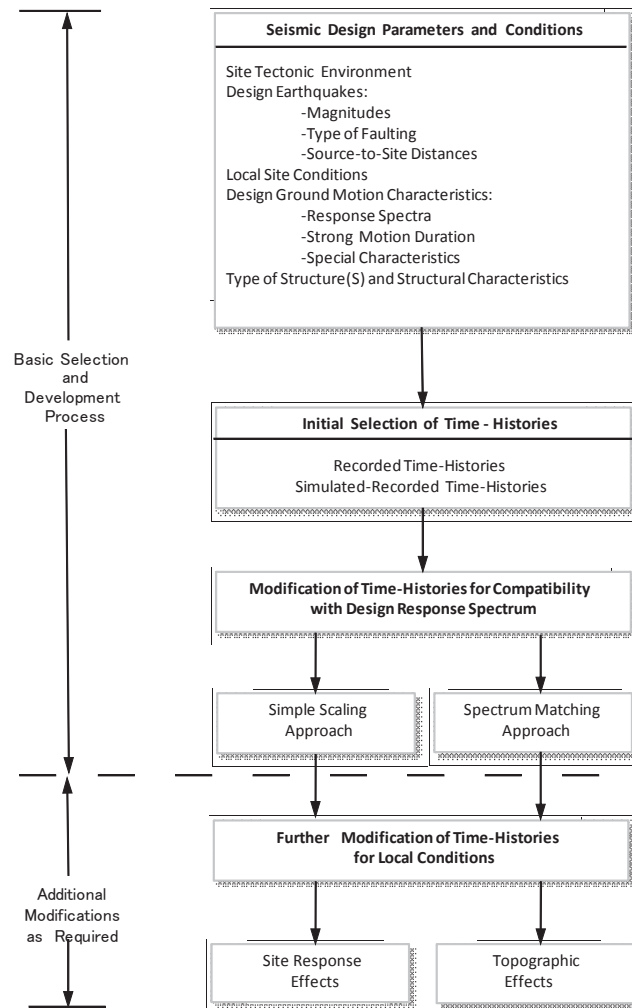 Seismic Design Parameters and Conditions
Site Tectonic Environment
Design Earthquakes:
-Magnitudes
-Type of Faulting
-Source-to-Site Distances
Local Site Conditions
Design Ground Motion Characteristics:
-Response Spectra
-Strong Motion Duration
-Special Characteristics
Type of Structure(S) and Structural Characteristics
Basic Selection
and
Development
Process
Initial Selection of Time - Histories
Recorded Time-Histories
Simulated-Recorded Time-Histories
Modification of Time-Histories for Compatibility
with Design Response Spectrum
Simple Scaling
Approach
Spectrum Matching
Approach
Further Modification of Time-Histories
for Local Conditions
Additional
Modifications
as Required
Site Response
Effects
Topographic
Effects